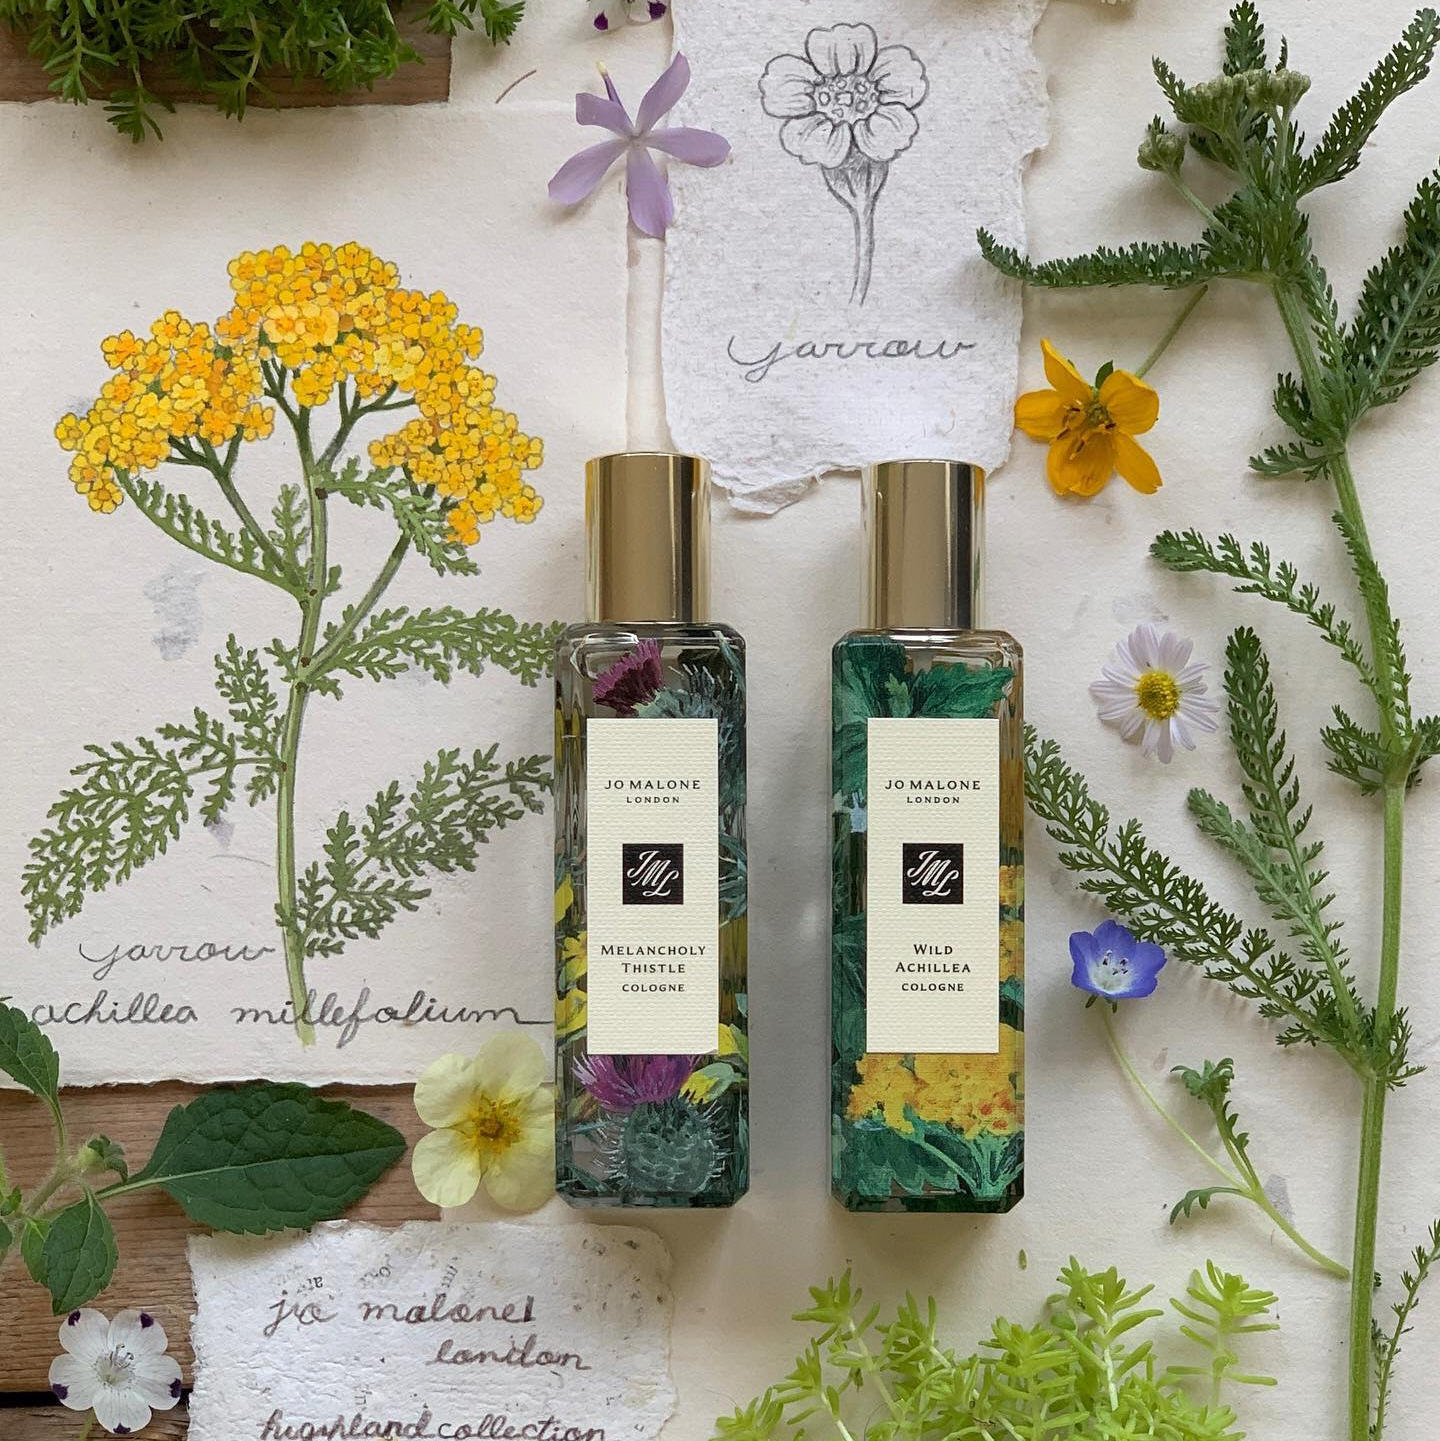 yarrow
yarrow
achillea millefolium
JO MALONE
LONDON
JML
MELANCHOLY
THISTLE
COLOGNE
JO MALONE
LONDON
JML
WILD
ACHILLEA
COLOGNE
jo malone
london
highland collection